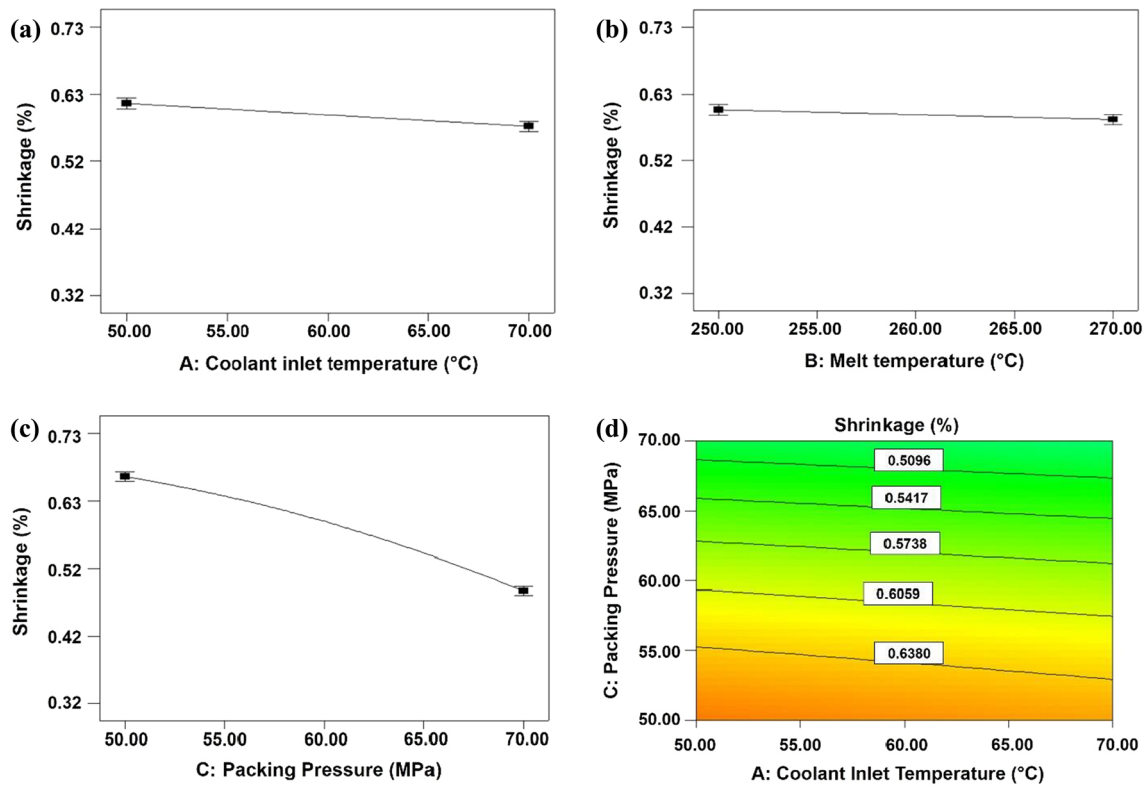 (a)
0.73
0.63
0.52
0.42
0.32
Shrinkage (%)
50.00 55.00 60.00 65.00 70.00
A: Coolant inlet temperature (°C)
(b)
0.73
0.63
0.52
0.42
0.32
Shrinkage (%)
250.00 255.00 260.00 265.00 270.00
B: Melt temperature (°C)
(c)
0.73
0.63
0.52
0.42
0.32
Shrinkage (%)
50.00 55.00 60.00 65.00 70.00
C: Packing Pressure (MPa)
(d)
Shrinkage (%)
70.00
65.00
60.00
55.00
50.00
C: Packing Pressure (MPa)
0.5096
0.5417
0.5738
0.6059
0.6380
50.00 55.00 60.00 65.00 70.00
A: Coolant Inlet Temperature (°C)